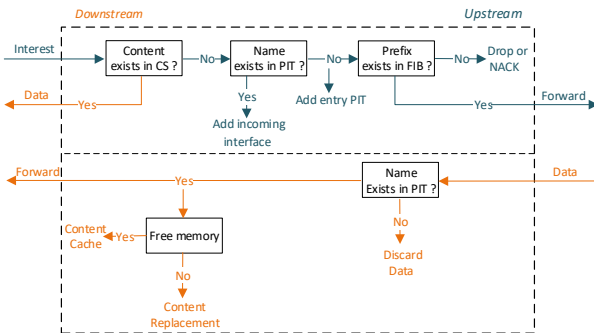 Downstream
Upstream
Interest
Content
exists in CS ?
No
Name
exists in PIT ?
No
Prefix
exists in FIB ?
No
Drop or
NACK
Data
Yes
Yes
Add incoming
interface
Add entry PIT
Yes
Forward
Forward
Yes
Name
Exists in PIT ?
Data
Content
Cache
Yes
Free memory
No
Discard
Data
No
Content
Replacement